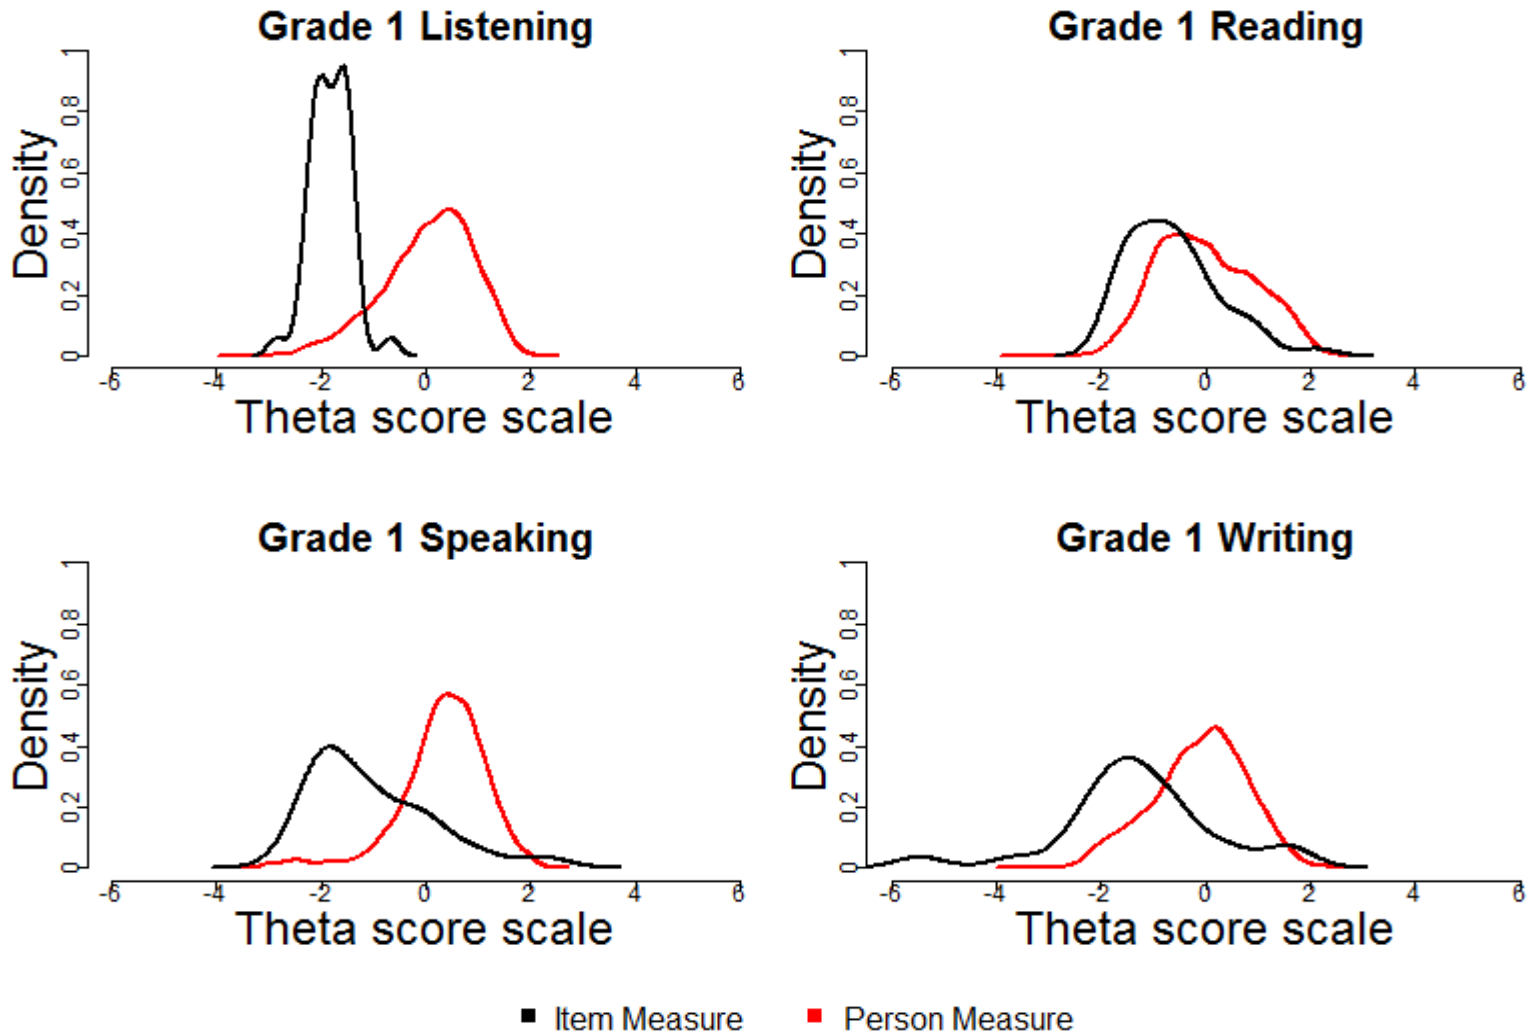 Grade 1 Listening
Density
0 0.2 0.4 0.6 0.8 1
-6 -4 -2 0 2 4 6
Theta score scale
Grade 1 Reading
Density
0 0.2 0.4 0.6 0.8 1
-6 -4 -2 0 2 4 6
Theta score scale
Grade 1 Speaking
Density
0 0.2 0.4 0.6 0.8 1
-6 -4 -2 0 2 4 6
Theta score scale
Grade 1 Writing
Density
0 0.2 0.4 0.6 0.8 1
-6 -4 -2 0 2 4 6
Theta score scale
Item Measure Person Measure